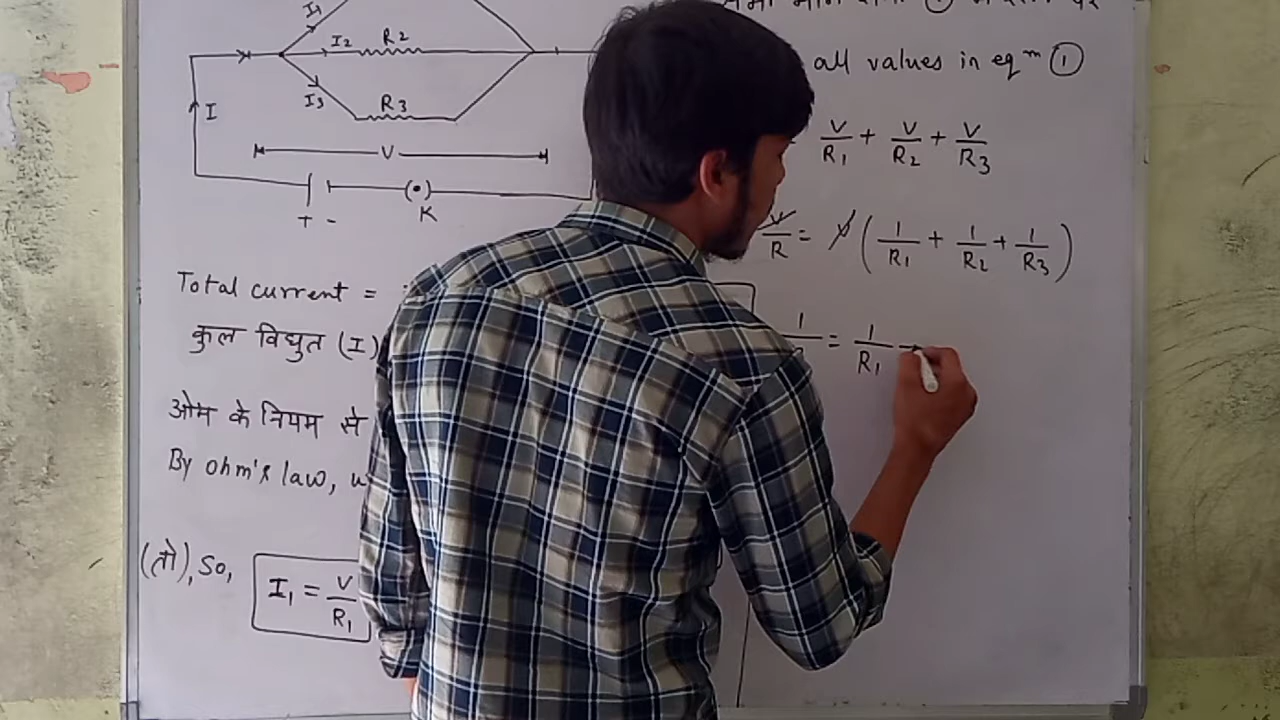 I1
I2 R2
I3 R3
I
V
+ -
K
Total current =
कुल विद्युत (I)
ओम के नियम से
By ohm's law,
(तो), So,
I1 = V/R1
all values in eqⁿ ①
V/R1 + V/R2 + V/R3
V/R = V (1/R1 + 1/R2 + 1/R3)
1 = 1/R1